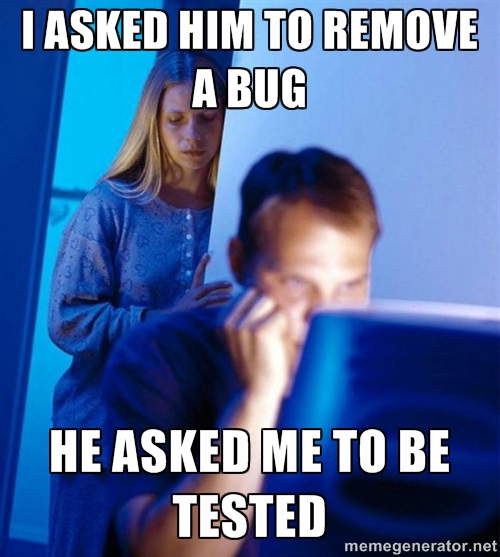 I ASKED HIM TO REMOVE
A BUG
HE ASKED ME TO BE
TESTED
memegenerator.net